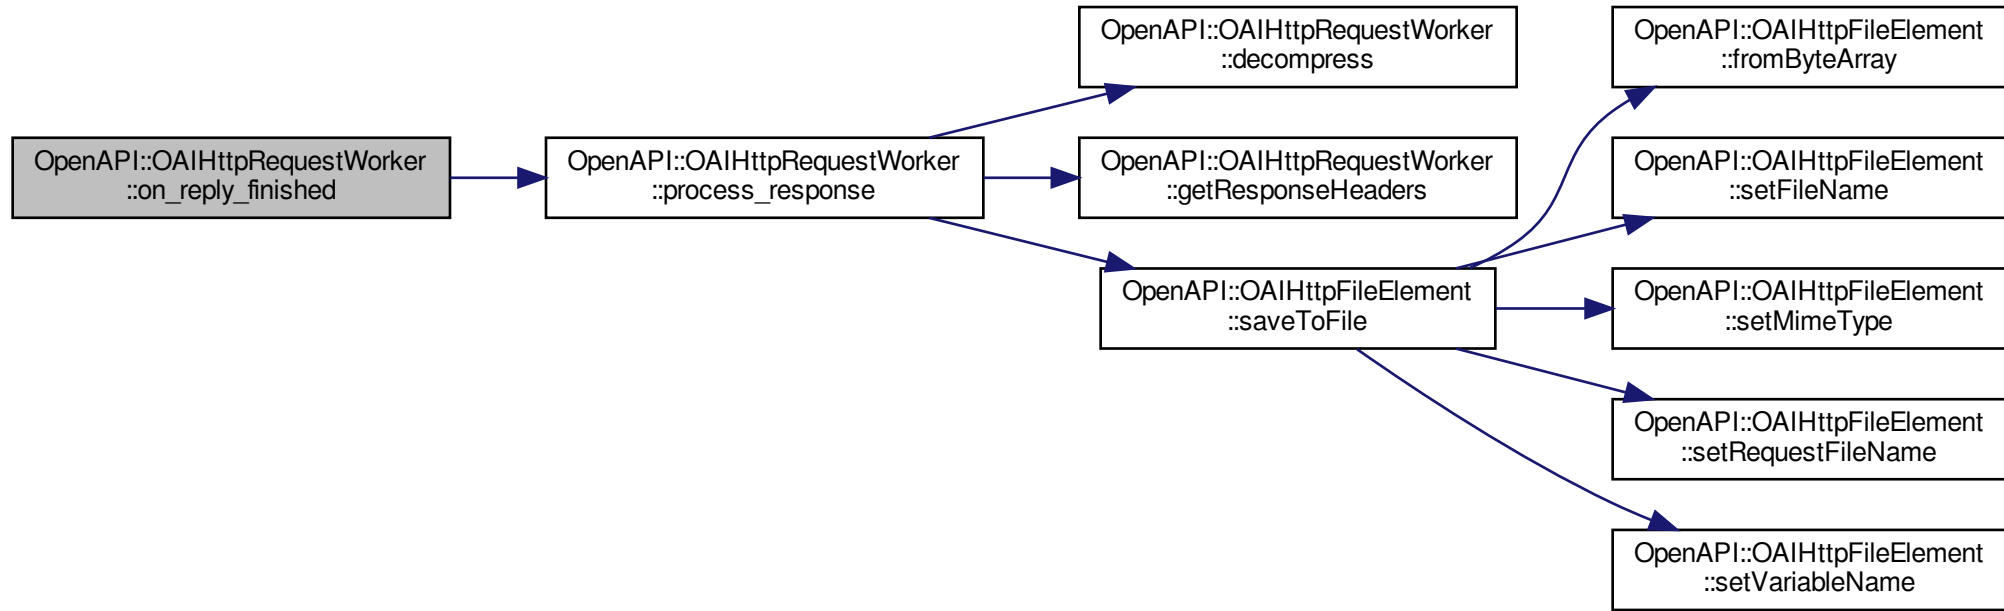 OpenAPI::OAIHttpRequestWorker
::on_reply_finished
OpenAPI::OAIHttpRequestWorker
::process_response
OpenAPI::OAIHttpRequestWorker
::decompress
OpenAPI::OAIHttpRequestWorker
::getResponseHeaders
OpenAPI::OAIHttpFileElement
::saveToFile
OpenAPI::OAIHttpFileElement
::fromByteArray
OpenAPI::OAIHttpFileElement
::setFileName
OpenAPI::OAIHttpFileElement
::setMimeType
OpenAPI::OAIHttpFileElement
::setRequestFileName
OpenAPI::OAIHttpFileElement
::setVariableName